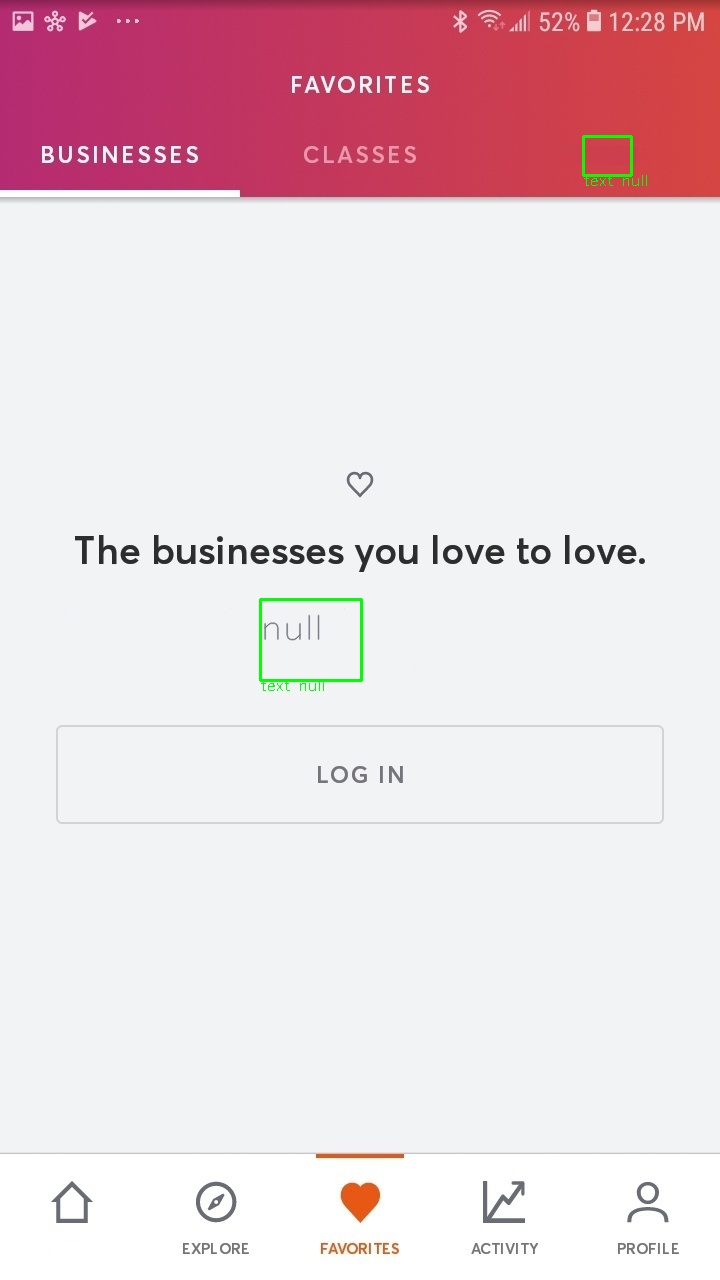 52% 12:28 PM
FAVORITES
BUSINESSES CLASSES
text null
The businesses you love to love.
null
text null
LOG IN
EXPLORE FAVORITES ACTIVITY PROFILE